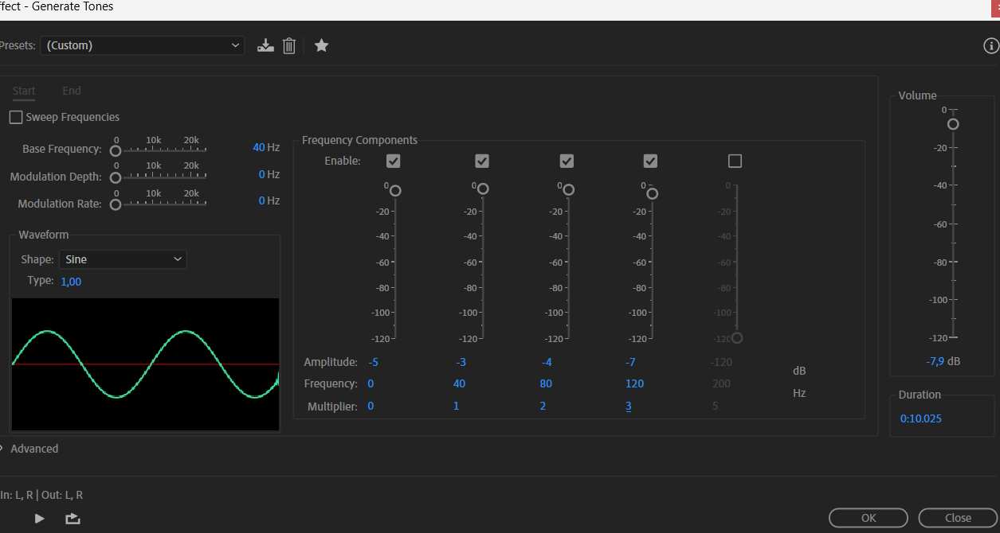 ffect - Generate Tones
Presets: (Custom)
Start End
Sweep Frequencies
Base Frequency: 0 10k 20k 40 Hz
Modulation Depth: 0 10k 20k 0 Hz
Modulation Rate: 0 10k 20k 0 Hz
Waveform
Shape: Sine
Type: 1,00
Frequency Components
Enable:
0 0 0 0 0
-20 -20 -20 -20 -20
-40 -40 -40 -40 -40
-60 -60 -60 -60 -60
-80 -80 -80 -80 -80
-100 -100 -100 -100 -100
-120 -120 -120 -120 -120
Amplitude: -5 -3 -4 -7 -120 dB
Frequency: 0 40 80 120 200 Hz
Multiplier: 0 1 2 3 5
Volume
0
-20
-40
-60
-80
-100
-120
-7,9 dB
Duration
0:10.025
Advanced
In: L, R | Out: L, R
OK Close